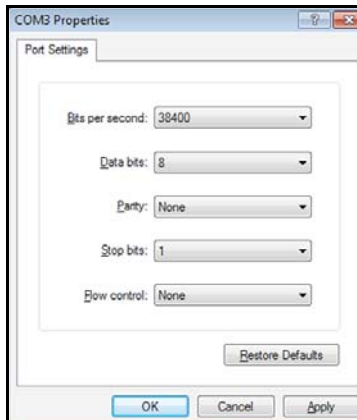 COM3 Properties
Port Settings
Bits per second: 38400
Data bits: 8
Parity: None
Stop bits: 1
Flow control: None
Restore Defaults
OK Cancel Apply